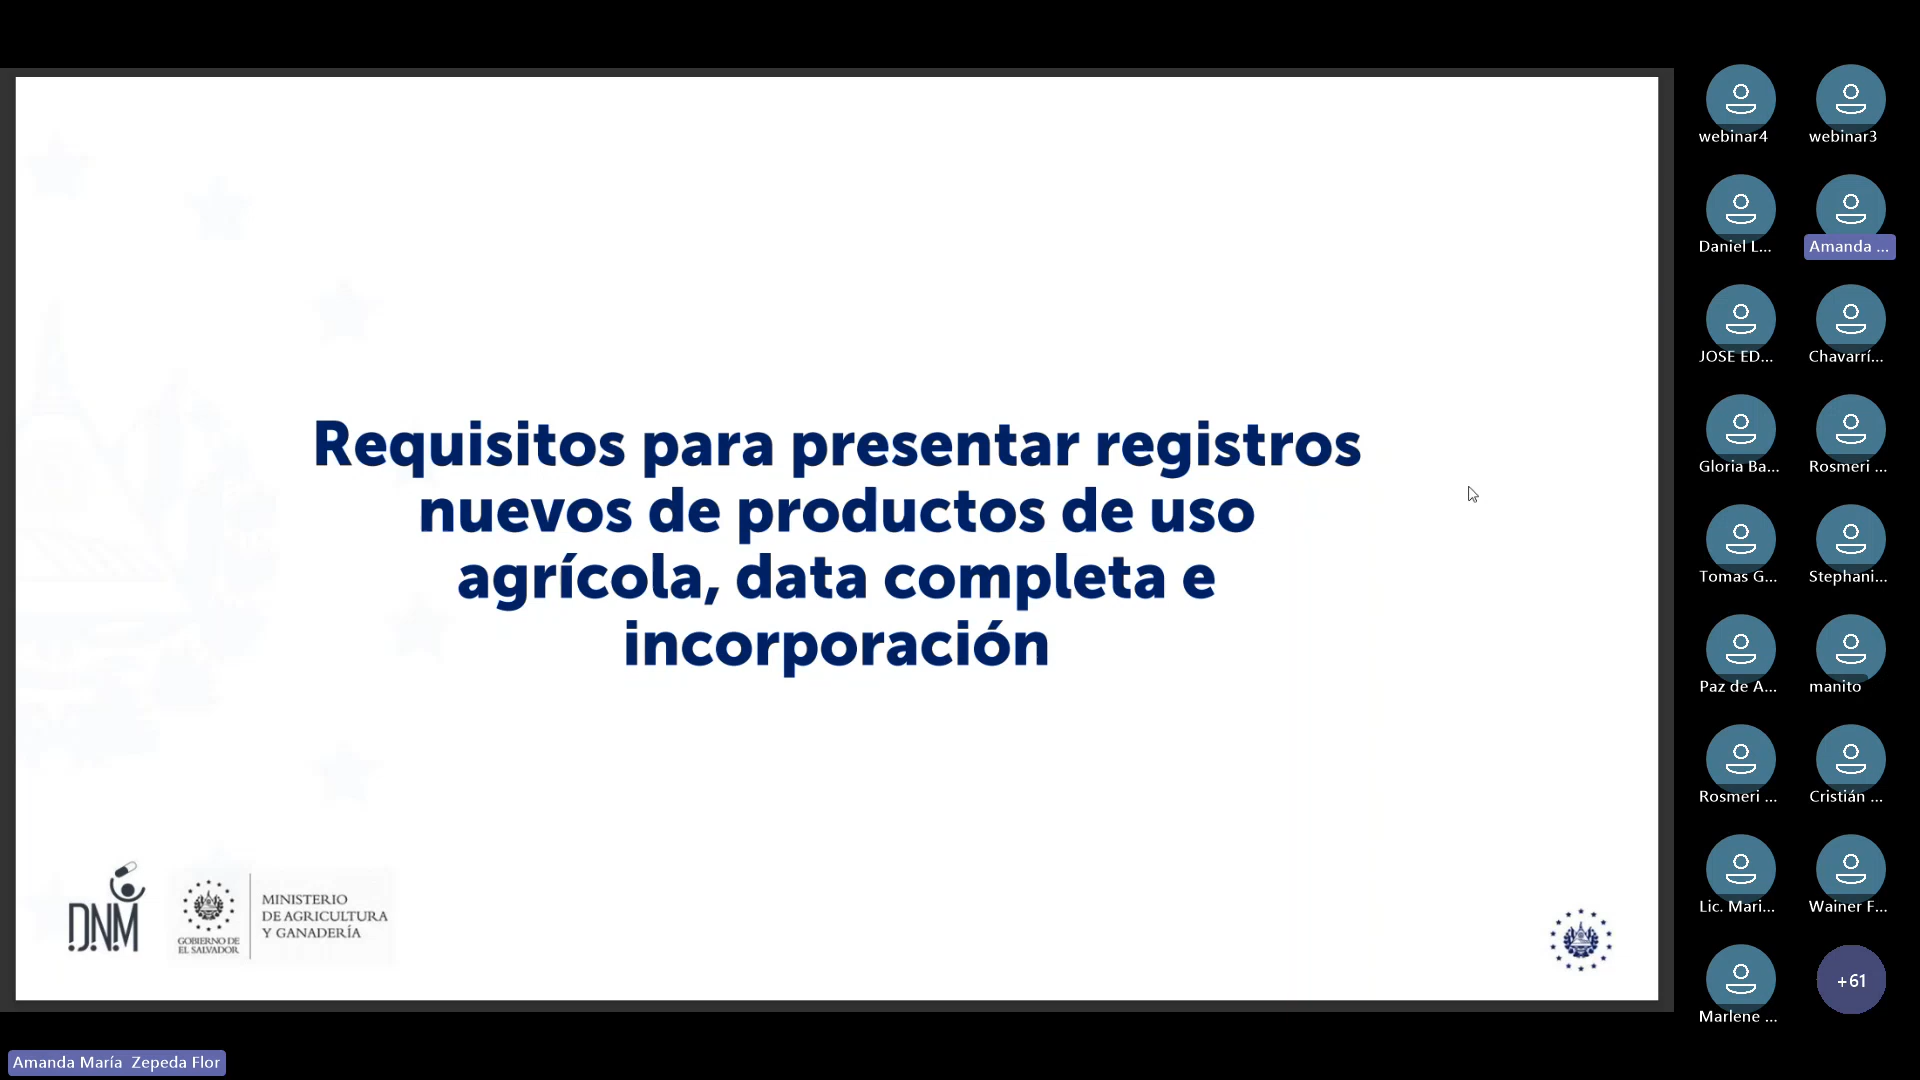 Requisitos para presentar registros
nuevos de productos de uso
agrícola, data completa e
incorporación
DNM
GOBIERNO DE
EL SALVADOR
MINISTERIO
DE AGRICULTURA
Y GANADERÍA
webinar4
webinar3
Daniel L...
Amanda ...
JOSE ED...
Chavarrí...
Gloria Ba...
Rosmeri ...
Tomas G...
Stephani...
Paz de A...
manito
Rosmeri ...
Cristián ...
Lic. Mari...
Wainer F...
Marlene ...
+61
Amanda María Zepeda Flor